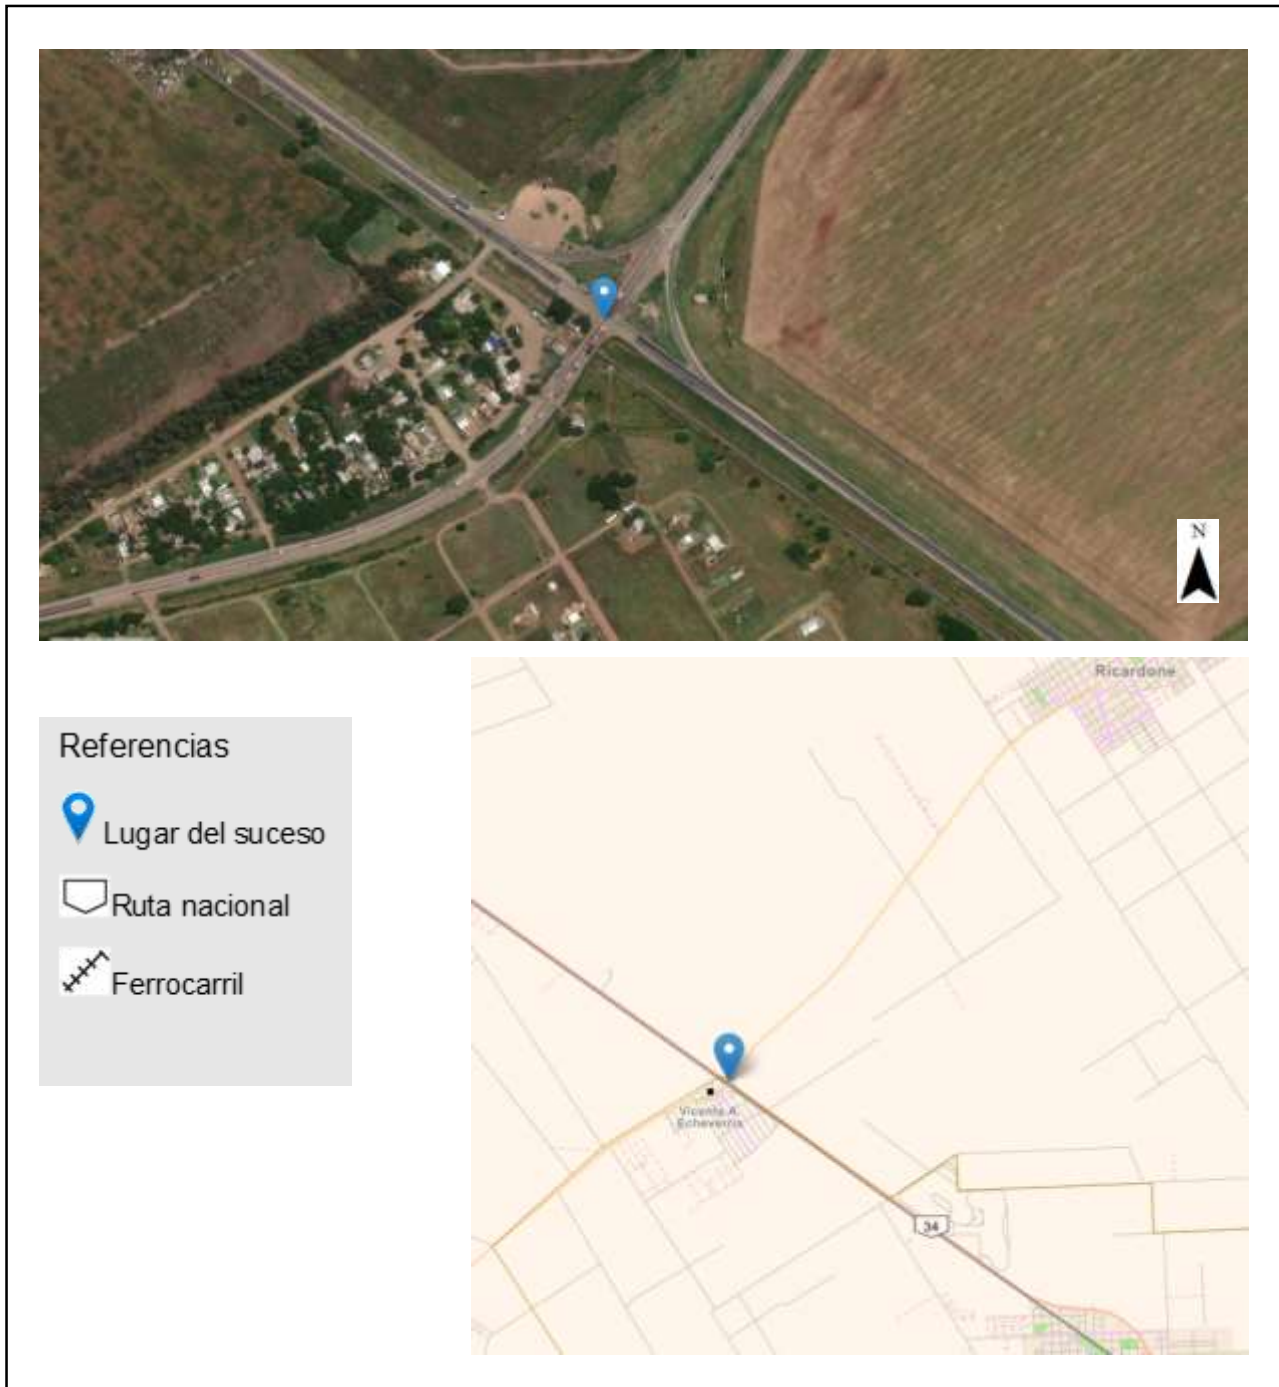 N
Ricardone
Referencias
Lugar del suceso
Ruta nacional
Ferrocarril
Vicente A.
Echeverría
34